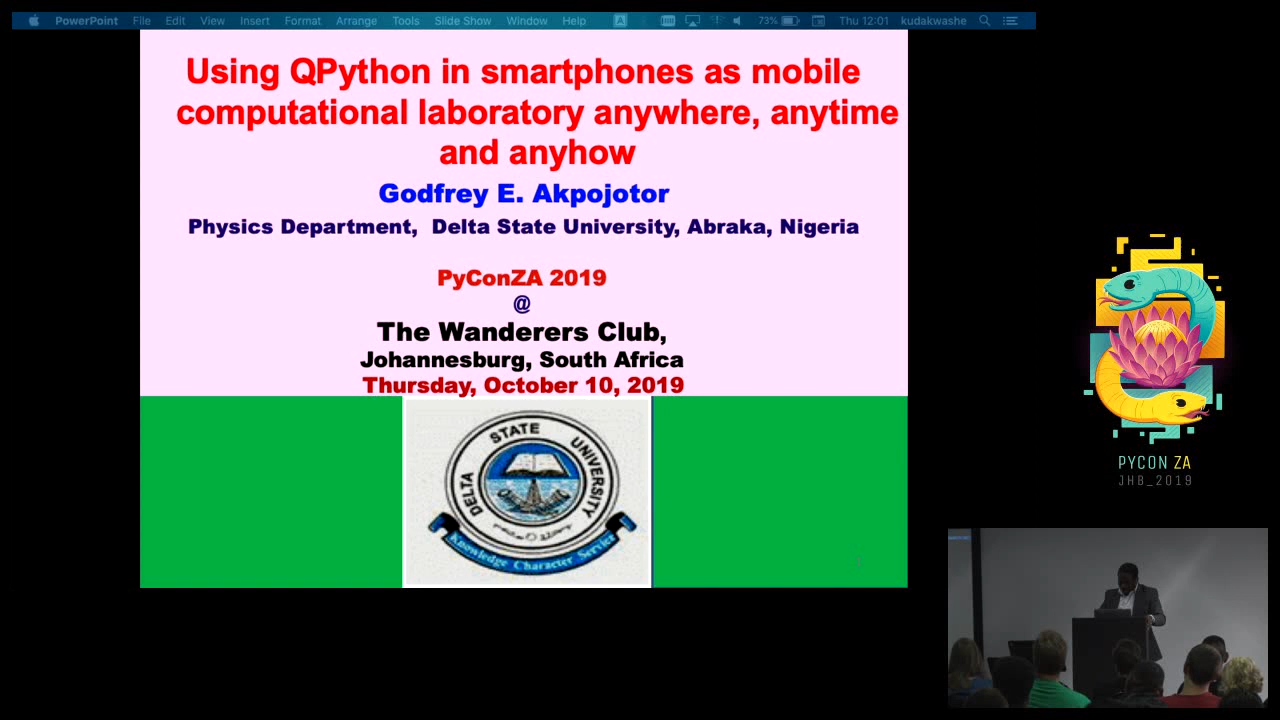 PowerPoint File Edit View Insert Format Arrange Tools Slide Show Window Help A 73% Thu 12:01 kudakwashe
Using QPython in smartphones as mobile
computational laboratory anywhere, anytime
and anyhow
Godfrey E. Akpojotor
Physics Department, Delta State University, Abraka, Nigeria
PyConZA 2019
@
The Wanderers Club,
Johannesburg, South Africa
Thursday, October 10, 2019
DELTA STATE UNIVERSITY
Knowledge Character Service
PYCON ZA
JHB_2019